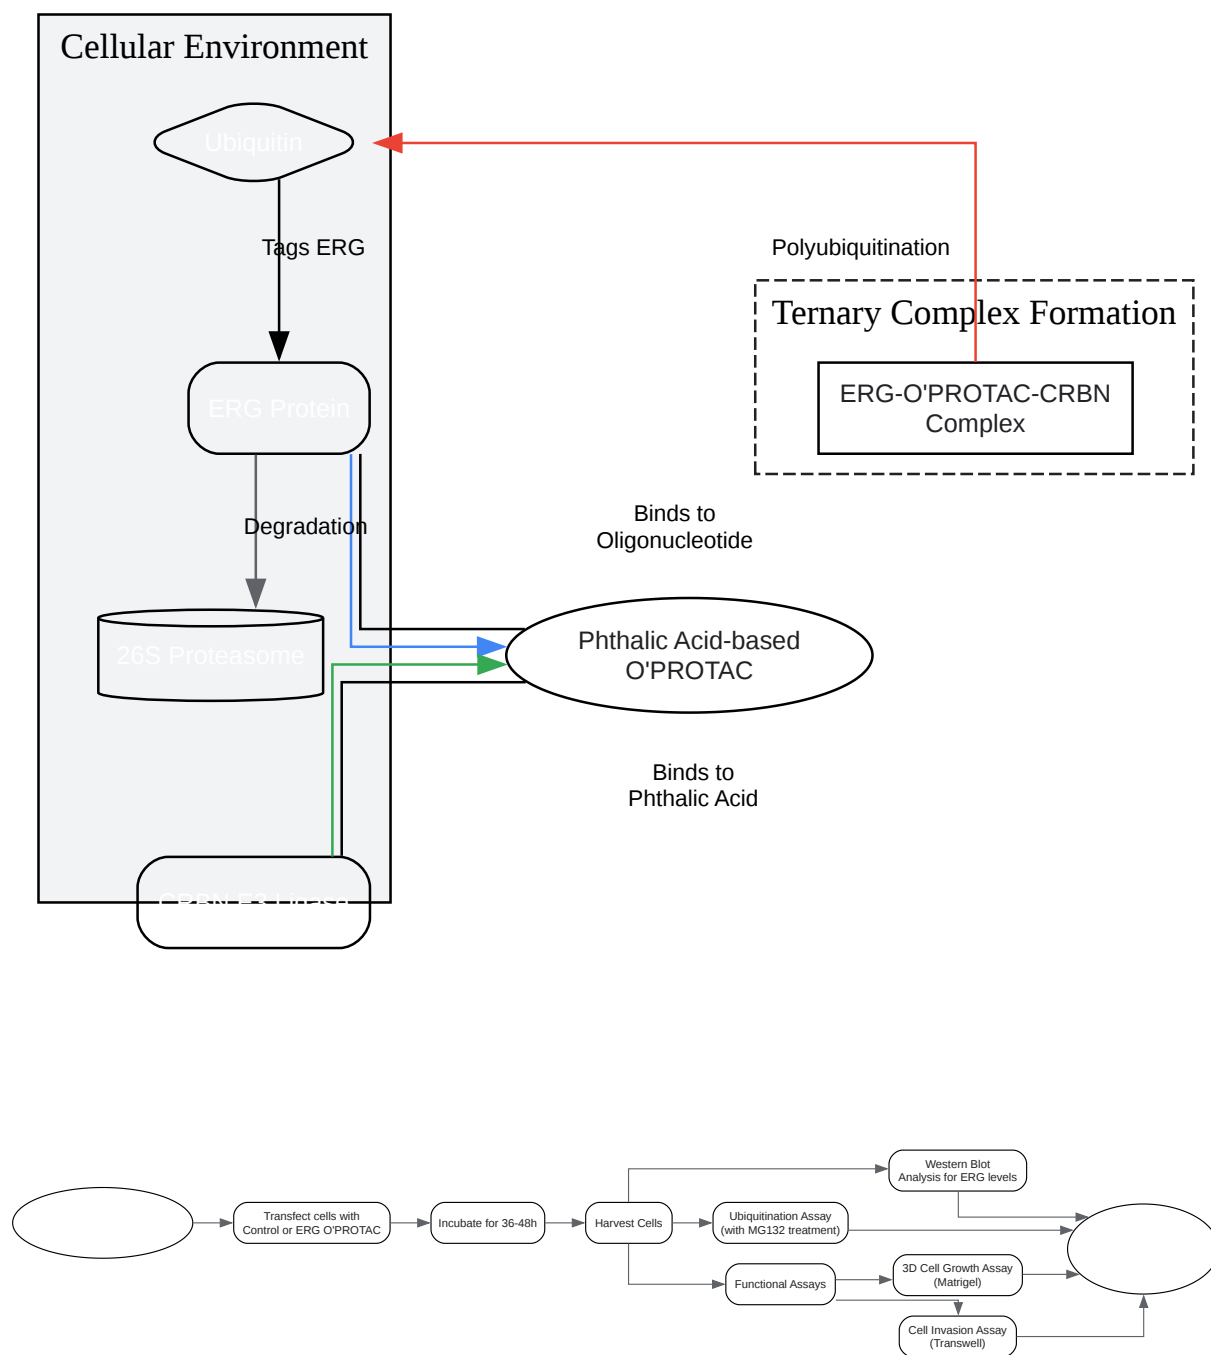 Cellular Environment
Ubiquitin
Tags ERG
Polyubiquitination
Ternary Complex Formation
ERG-O'PROTAC-CRBN
Complex
ERG Protein
Binds to
Oligonucleotide
Degradation
26S Proteasome
Phthalic Acid-based
O'PROTAC
Binds to
Phthalic Acid
CRBN E3 Ligase
Western Blot
Analysis for ERG levels
Transfect cells with
Control or ERG O'PROTAC
Incubate for 36-48h
Harvest Cells
Ubiquitination Assay
(with MG132 treatment)
Functional Assays
3D Cell Growth Assay
(Matrigel)
Cell Invasion Assay
(Transwell)